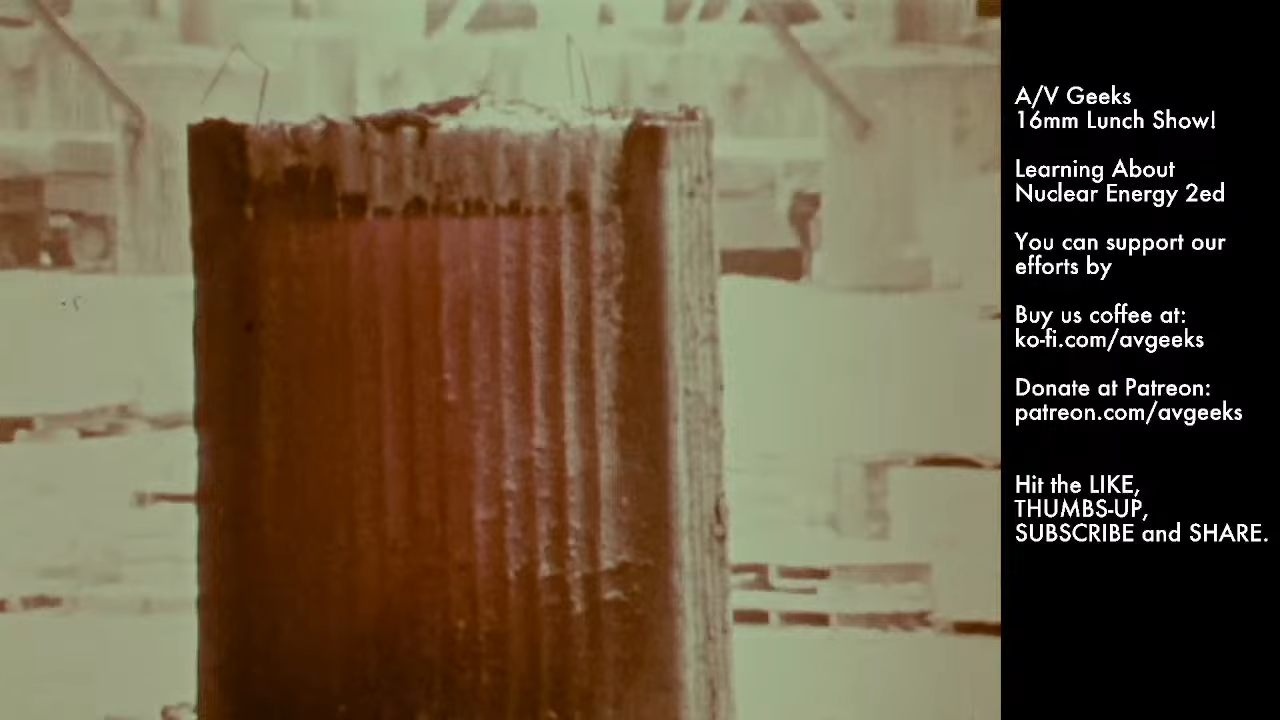 A/V Geeks
16mm Lunch Show!
Learning About
Nuclear Energy 2ed
You can support our
efforts by
Buy us coffee at:
ko-fi.com/avgeeks
Donate at Patreon:
patreon.com/avgeeks
Hit the LIKE,
THUMBS-UP,
SUBSCRIBE and SHARE.